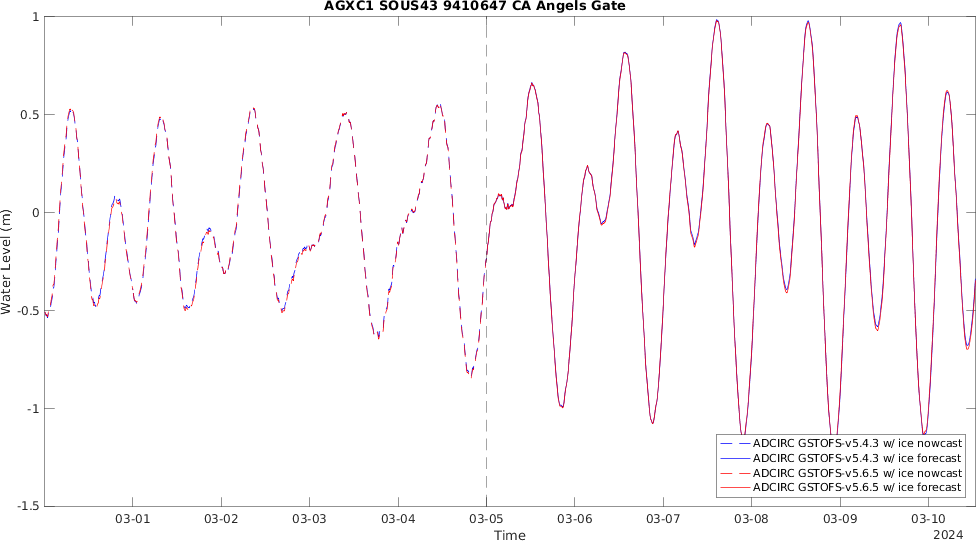 AGXC1 SOUS43 9410647 CA Angels Gate
Water Level (m)
1
0.5
0
-0.5
-1
-1.5
ADCIRC GSTOFS-v5.4.3 w/ ice nowcast
ADCIRC GSTOFS-v5.4.3 w/ ice forecast
ADCIRC GSTOFS-v5.6.5 w/ ice nowcast
ADCIRC GSTOFS-v5.6.5 w/ ice forecast
03-01 03-02 03-03 03-04 03-05 03-06 03-07 03-08 03-09 03-10
Time
2024